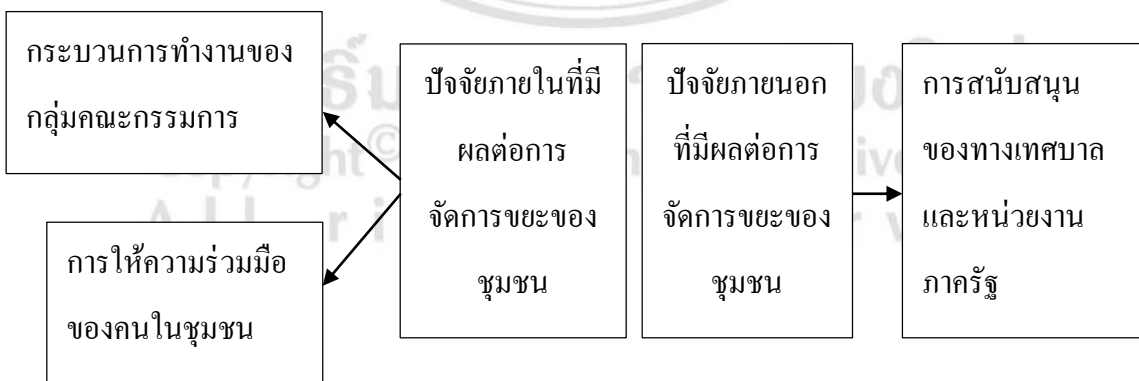 กระบวนการทำงานของ
กลุ่มคณะกรรมการ
การให้ความร่วมมือ
ของคนในชุมชน
ปัจจัยภายในที่มี
ผลต่อการ
จัดการขยะของ
ชุมชน
ปัจจัยภายนอก
ที่มีผลต่อการ
จัดการขยะของ
ชุมชน
การสนับสนุน
ของทางเทศบาล
และหน่วยงาน
ภาครัฐ